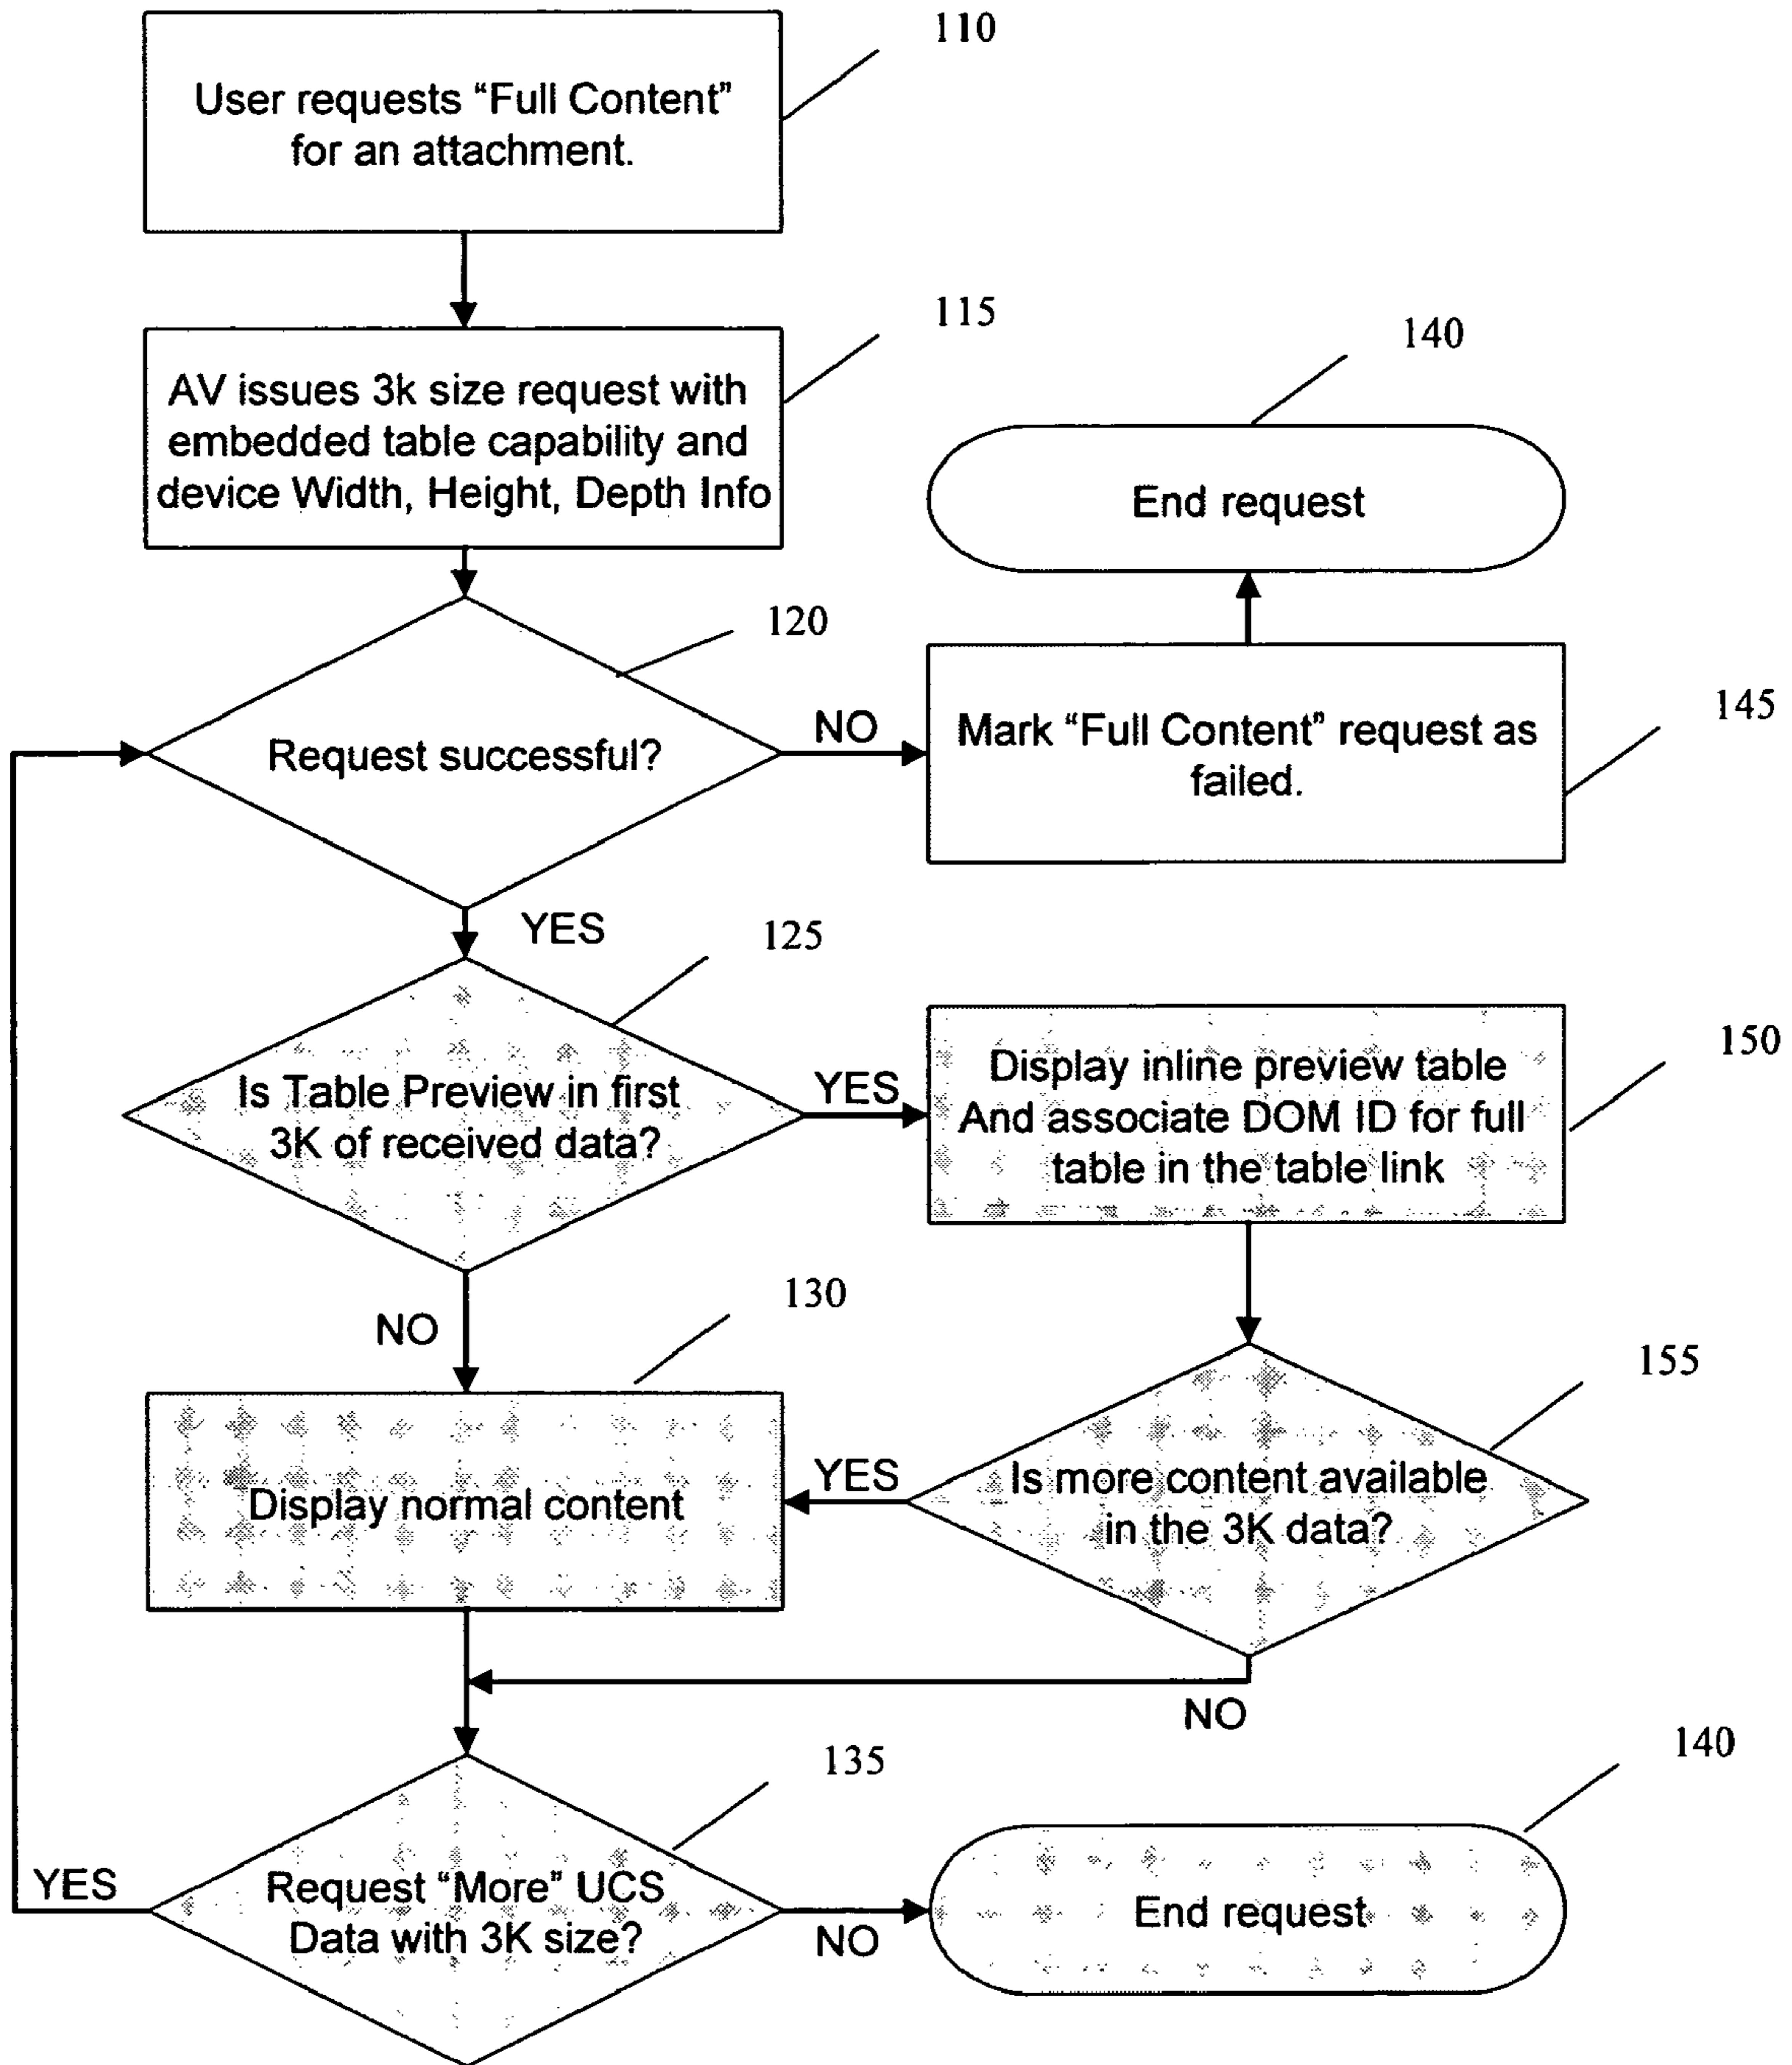 110
User requests “Full Content”
for an attachment.
115
AV issues 3k size request with
embedded table capability and
device Width, Height, Depth Info
140
End request
120
Request successful?
NO
145
Mark “Full Content” request as
failed.
YES
125
Is Table Preview in first
3K of received data?
YES
150
Display inline preview table
And associate DOM ID for full
table in the table link
NO
130
Display normal content
155
YES
Is more content available
in the 3K data?
NO
135
140
YES
Request “More” UCS
Data with 3K size?
NO
End request